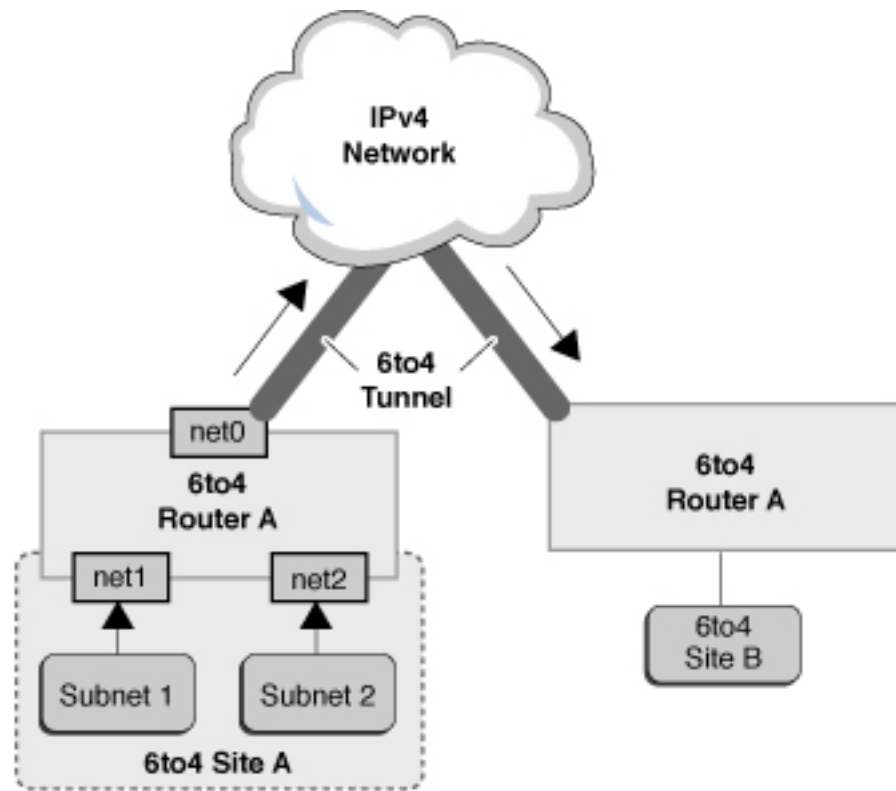 IPv4
Network
6to4
Tunnel
net0
6to4
Router A
net1
net2
Subnet 1
Subnet 2
6to4 Site A
6to4
Router A
6to4
Site B